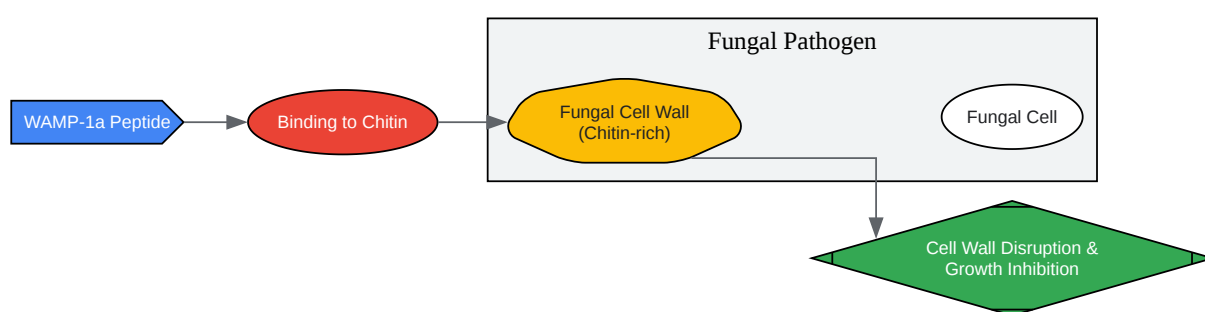 Fungal Pathogen
WAMP-1a Peptide
Binding to Chitin
Fungal Cell Wall
(Chitin-rich)
Fungal Cell
Cell Wall Disruption &
Growth Inhibition